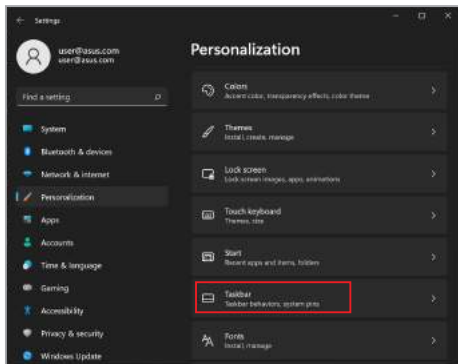 Settings
user@asus.com
user@asus.com
Find a setting
System
Bluetooth & devices
Network & internet
Personalization
Apps
Accounts
Time & language
Gaming
Accessibility
Privacy & security
Windows Update
Personalization
Colors
Accent color, transparency effects, color theme
Themes
Install, create, manage
Lock screen
Lock screen images, apps, animations
Touch keyboard
Themes, size
Start
Recent apps and items, folders
Taskbar
Taskbar behaviors, system pins
Fonts
Install, manage